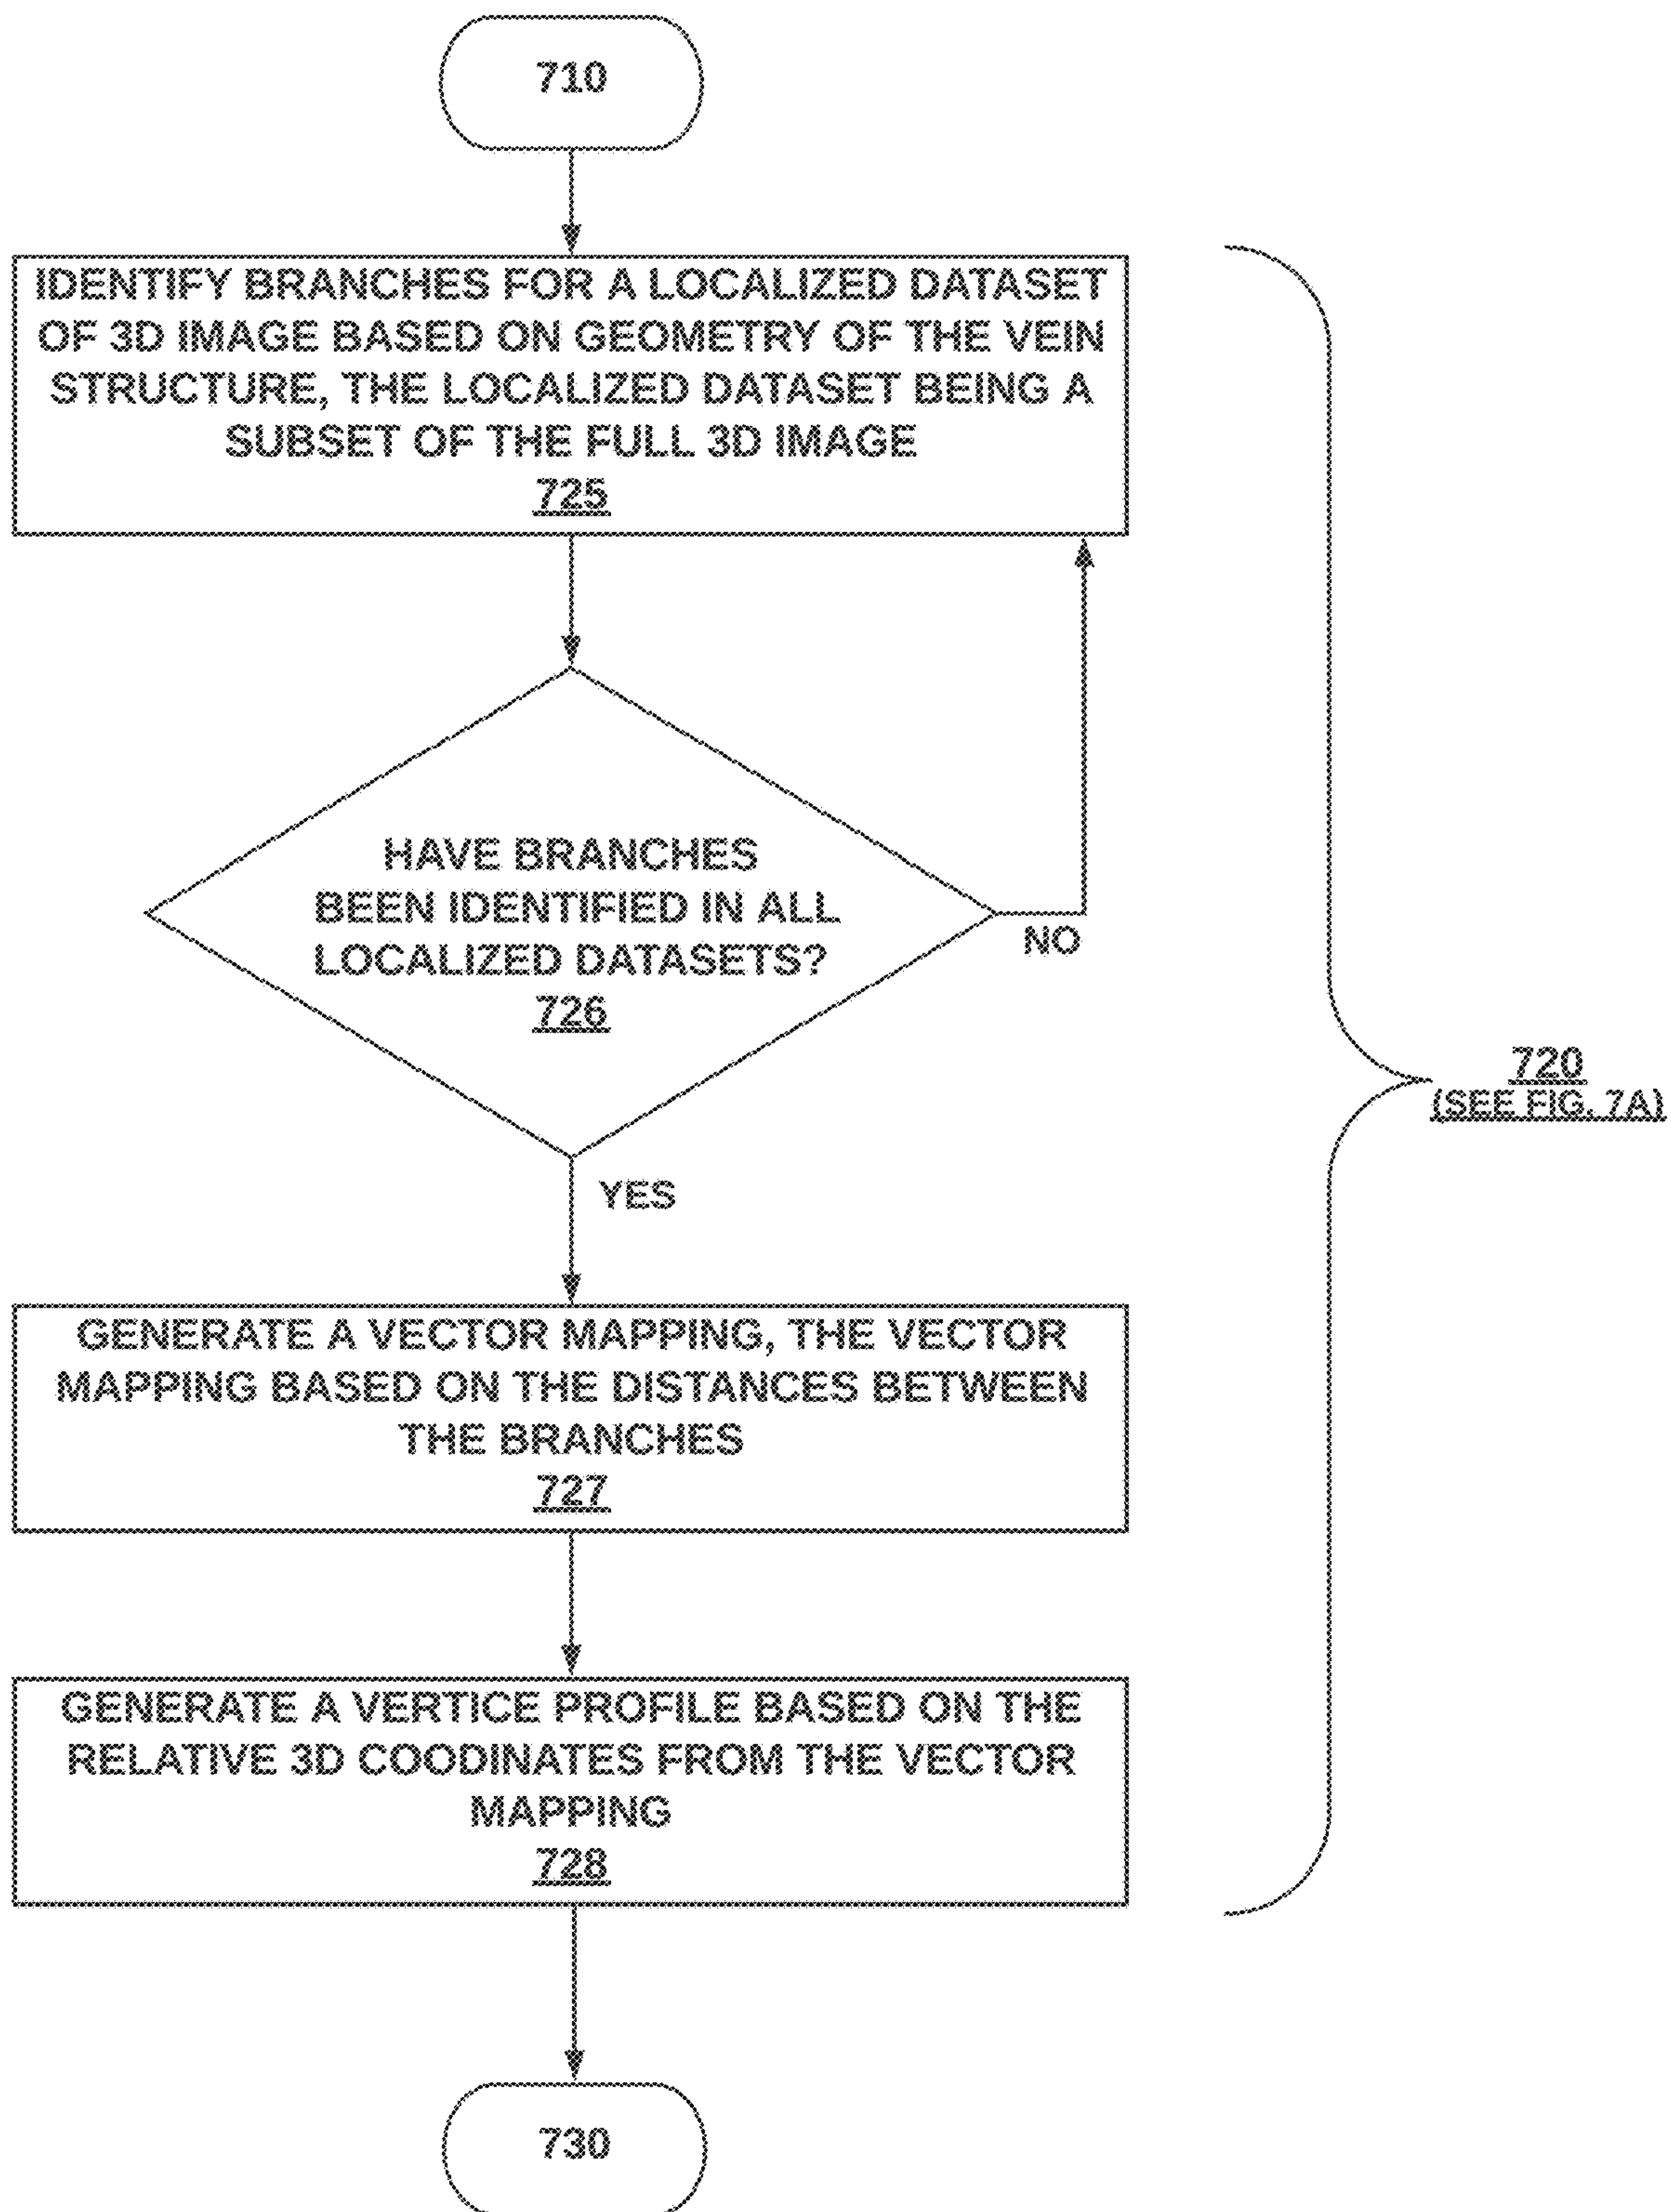 710
IDENTIFY BRANCHES FOR A LOCALIZED DATASET
OF 3D IMAGE BASED ON GEOMETRY OF THE VEIN
STRUCTURE, THE LOCALIZED DATASET BEING A
SUBSET OF THE FULL 3D IMAGE
725
HAVE BRANCHES
BEEN IDENTIFIED IN ALL
LOCALIZED DATASETS?
726
NO
720
(SEE FIG. 7A)
YES
GENERATE A VECTOR MAPPING, THE VECTOR
MAPPING BASED ON THE DISTANCES BETWEEN
THE BRANCHES
727
GENERATE A VERTICE PROFILE BASED ON THE
RELATIVE 3D COODINATES FROM THE VECTOR
MAPPING
728
730